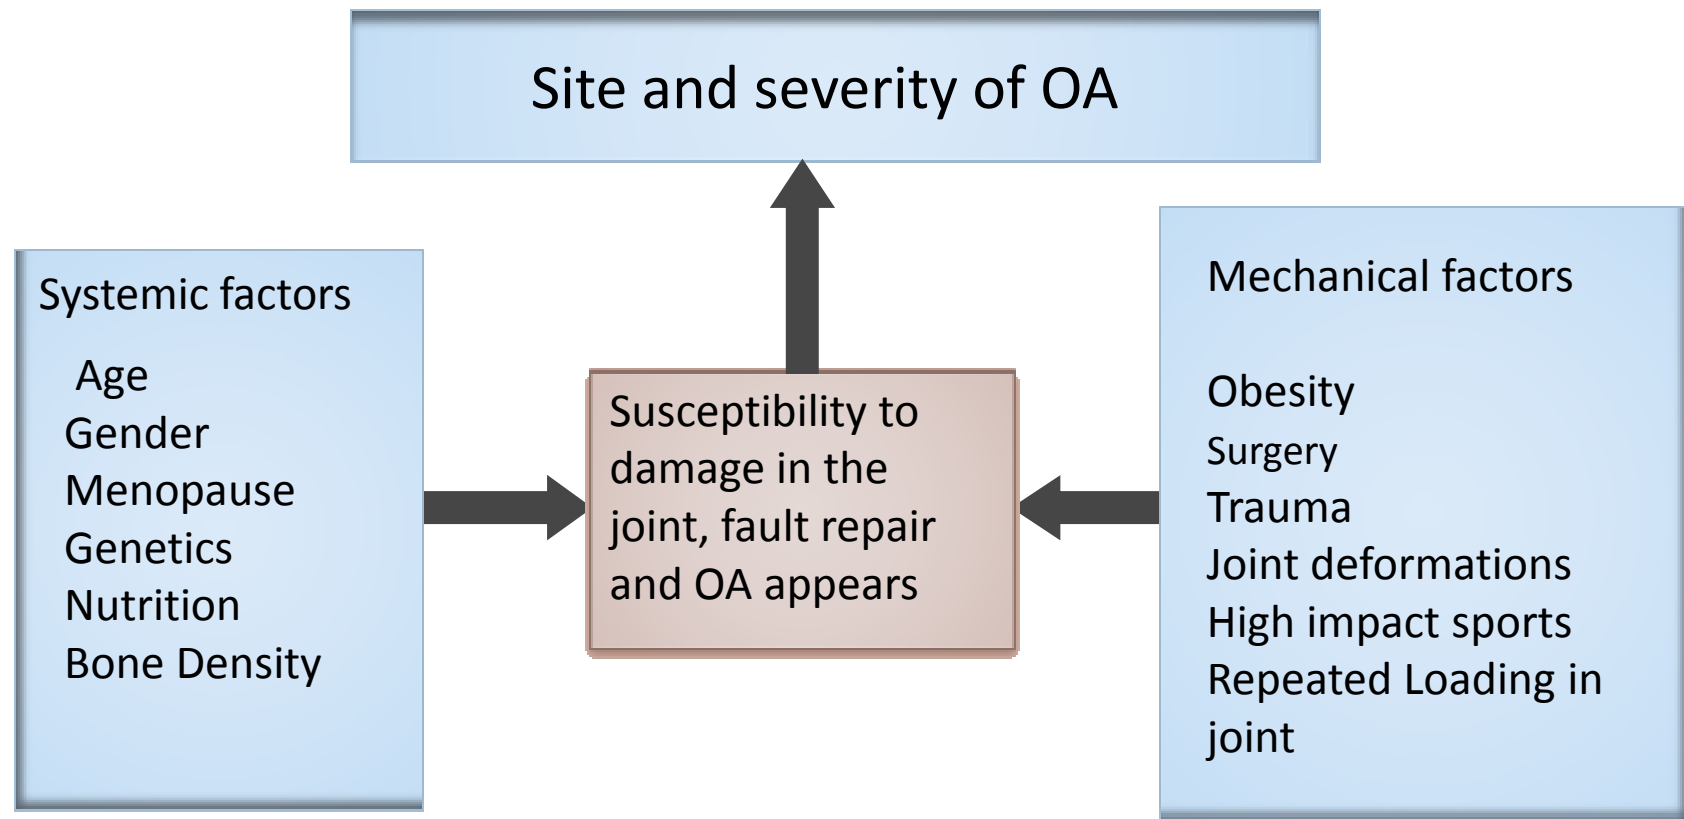 Site and severity of OA
Systemic factors
Age
Gender
Menopause
Genetics
Nutrition
Bone Density
Susceptibility to
damage in the
joint, fault repair
and OA appears
Mechanical factors
Obesity
Surgery
Trauma
Joint deformations
High impact sports
Repeated Loading in
joint